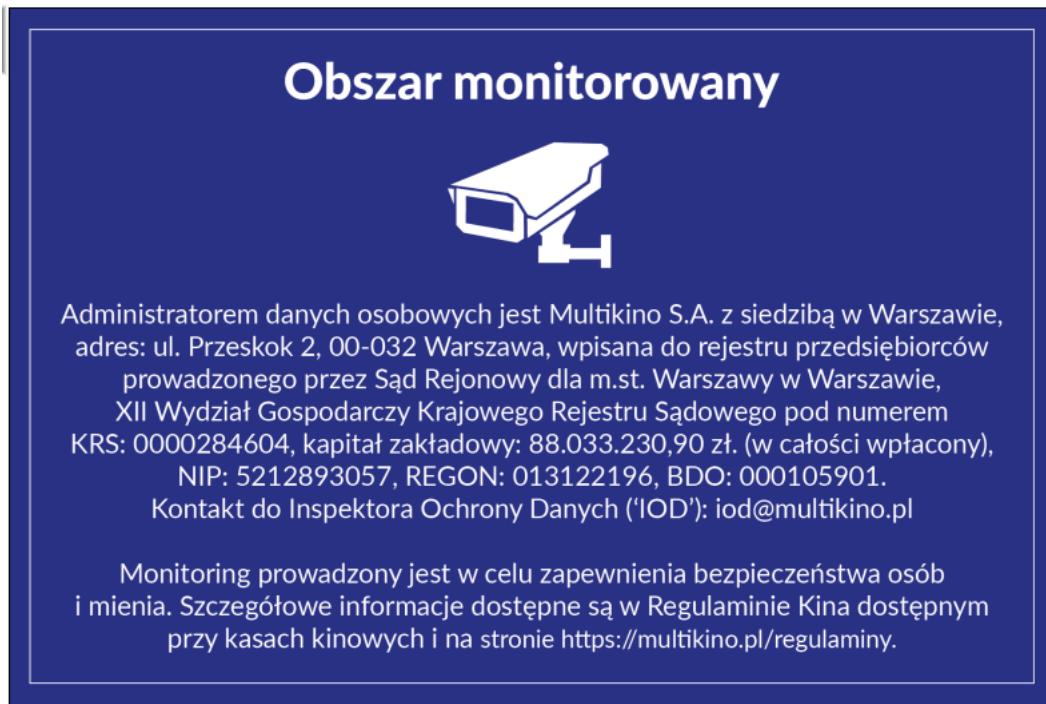 Obszar monitorowany
Administratorem danych osobowych jest Multikino S.A. z siedzibą w Warszawie,
adres: ul. Przeskok 2, 00-032 Warszawa, wpisana do rejestru przedsiębiorców
prowadzonego przez Sąd Rejonowy dla m.st. Warszawy w Warszawie,
XII Wydział Gospodarczy Krajowego Rejestru Sądowego pod numerem
KRS: 0000284604, kapitał zakładowy: 88.033.230,90 zł. (w całości wpłacony),
NIP: 5212893057, REGON: 013122196, BDO: 000105901.
Kontakt do Inspektora Ochrony Danych (‘IOD’): iod@multikino.pl
Monitoring prowadzony jest w celu zapewnienia bezpieczeństwa osób
i mienia. Szczegółowe informacje dostępne są w Regulaminie Kina dostępnym
przy kasach kinowych i na stronie https://multikino.pl/regulaminy.